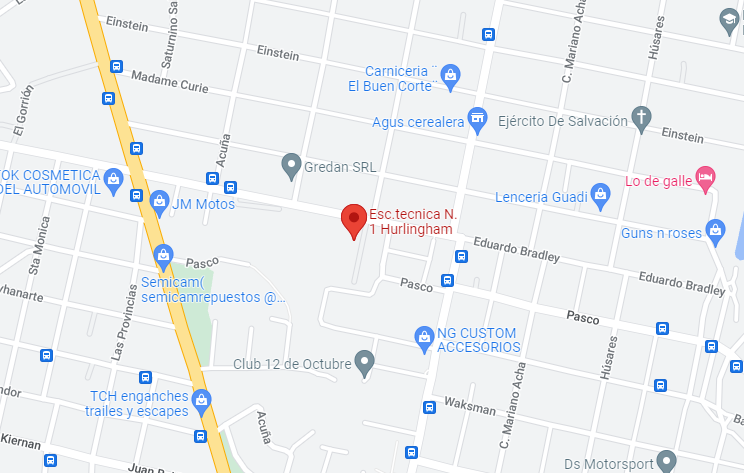 Einstein
Saturnino Sa
C. Mariano Acha
Húsares
Einstein
Carniceria ¨
El Buen Corte¨
Madame Curie
El Gorrión
Acuña
Agus cerealera
Ejército De Salvación
Einstein
TOK COSMETICA
DEL AUTOMOVIL
Gredan SRL
Lo de galle
JM Motos
Lenceria Guadi
Esc.tecnica N.
1 Hurlingham
Guns n roses
Sta Monica
Eduardo Bradley
Pasco
Semicam(
semicamrepuestos @...
Pasco
Eduardo Bradley
yhanarte
Las Provincias
Pasco
NG CUSTOM
ACCESORIOS
Húsares
Club 12 de Octubre
TCH enganches
trailes y escapes
C. Mariano Acha
Waksman
ndor
Acuña
Kiernan
Ds Motorsport